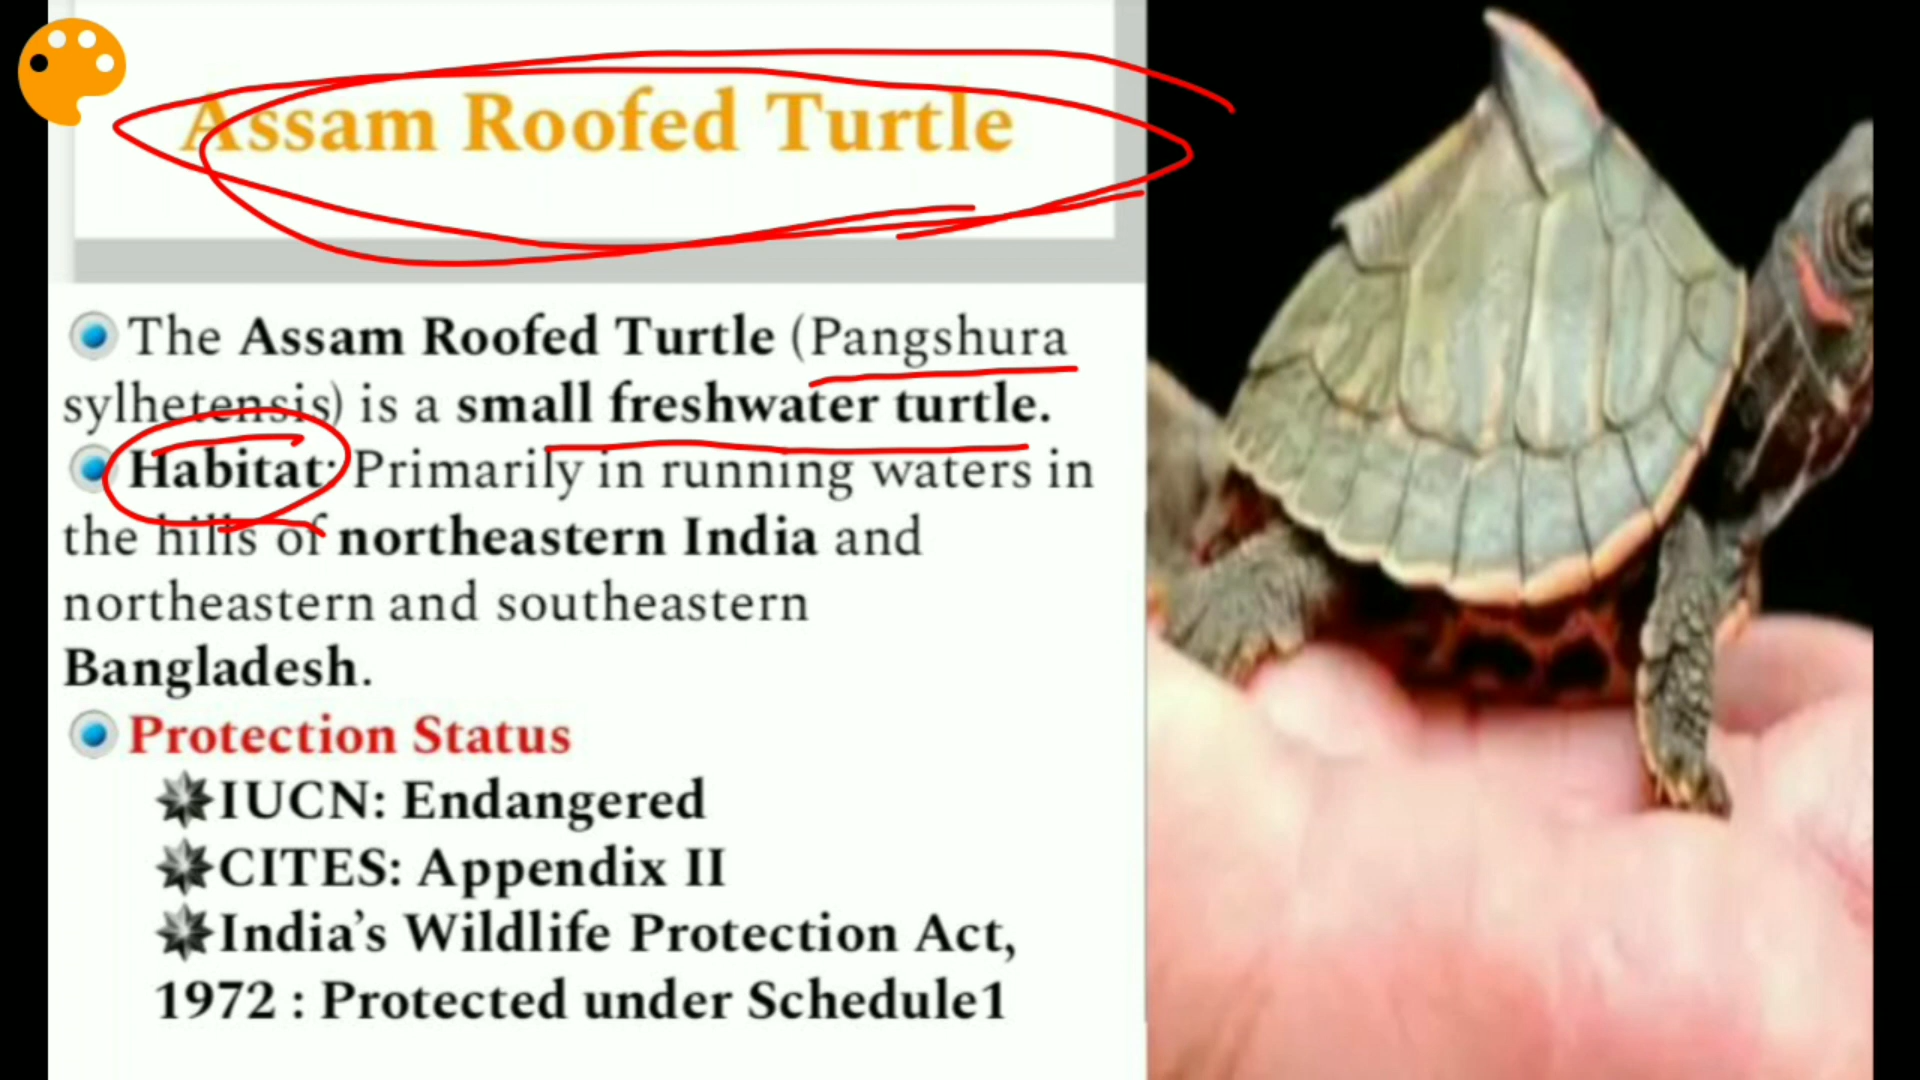 Assam Roofed Turtle
The Assam Roofed Turtle (Pangshura
sylhetensis) is a small freshwater turtle.
Habitat: Primarily in running waters in
the hills of northeastern India and
northeastern and southeastern
Bangladesh.
Protection Status
IUCN: Endangered
CITES: Appendix II
India's Wildlife Protection Act,
1972 : Protected under Schedule1